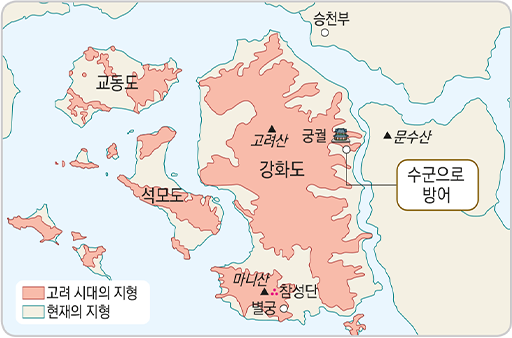 승천부
교동도
고려산
궁궐
문수산
강화도
수군으로
방어
석모도
마니산
참성단
별궁
고려 시대의 지형
현재의 지형